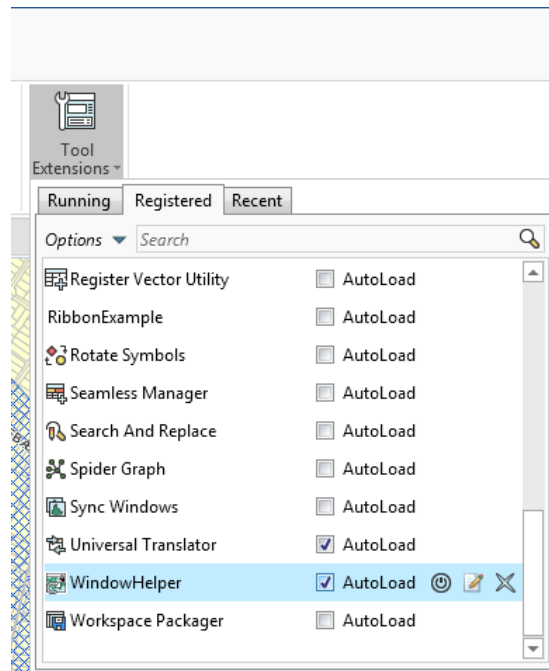 Tool
Extensions
Running Registered Recent
Options Search
Register Vector Utility AutoLoad
RibbonExample AutoLoad
Rotate Symbols AutoLoad
Seamless Manager AutoLoad
Search And Replace AutoLoad
Spider Graph AutoLoad
Sync Windows AutoLoad
Universal Translator AutoLoad
WindowHelper AutoLoad
Workspace Packager AutoLoad